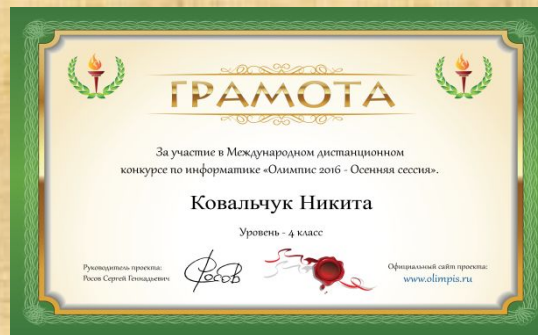 ГРАМОТА
За участие в Международном дистанционном
конкурсе по информатике «Олимпис 2016 - Осенняя сессия».
Ковальчук Никита
Уровень - 4 класс
Руководитель проекта:
Росов Сергей Геннадьевич
Росов
Официальный сайт проекта:
www.olimpis.ru